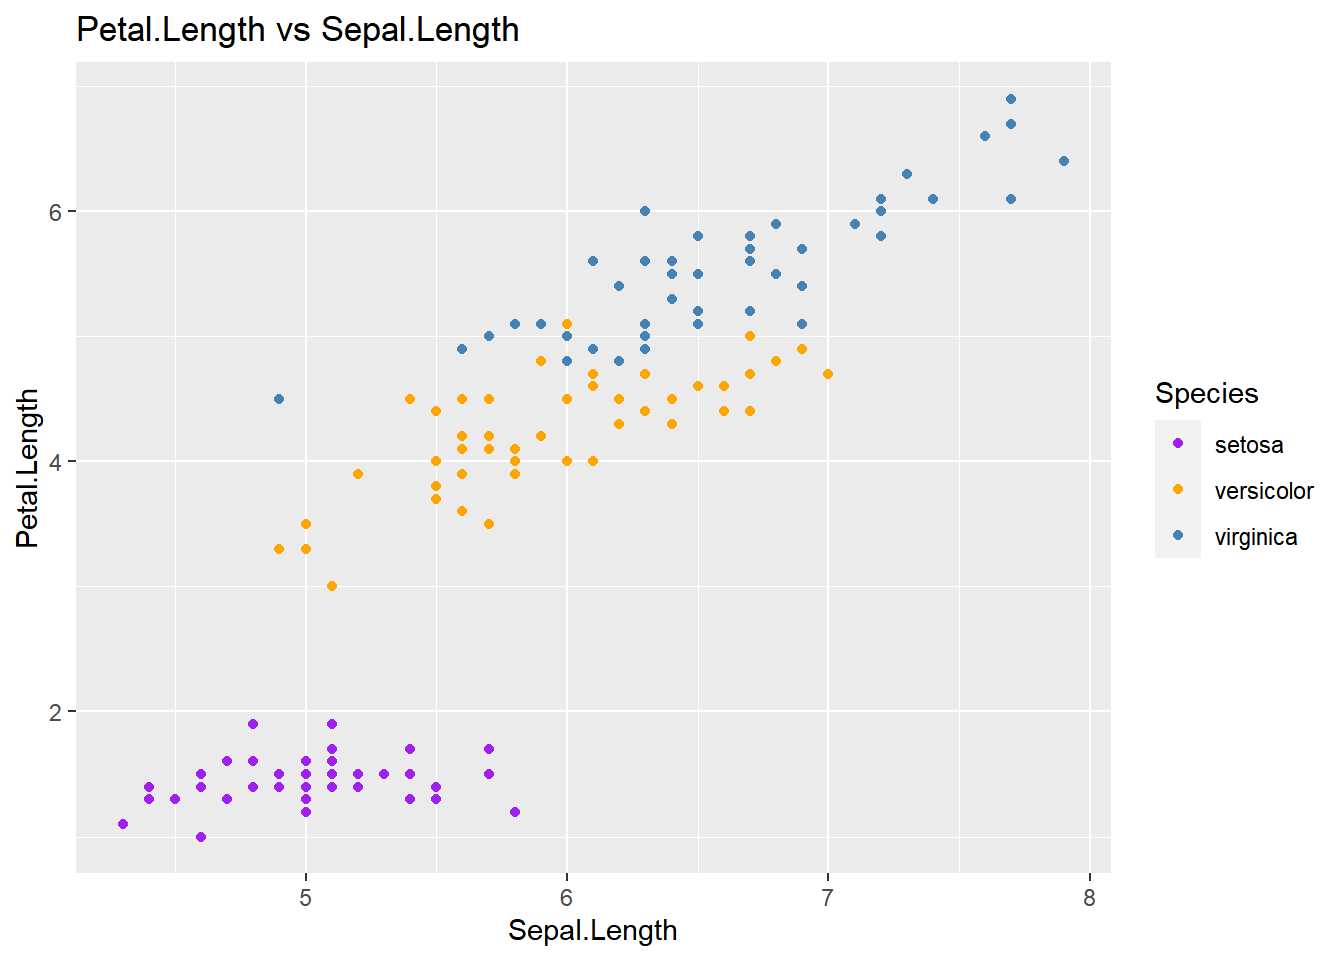 Petal.Length vs Sepal.Length
6
4
2
Petal.Length
5 6 7 8
Sepal.Length
Species
setosa
versicolor
virginica